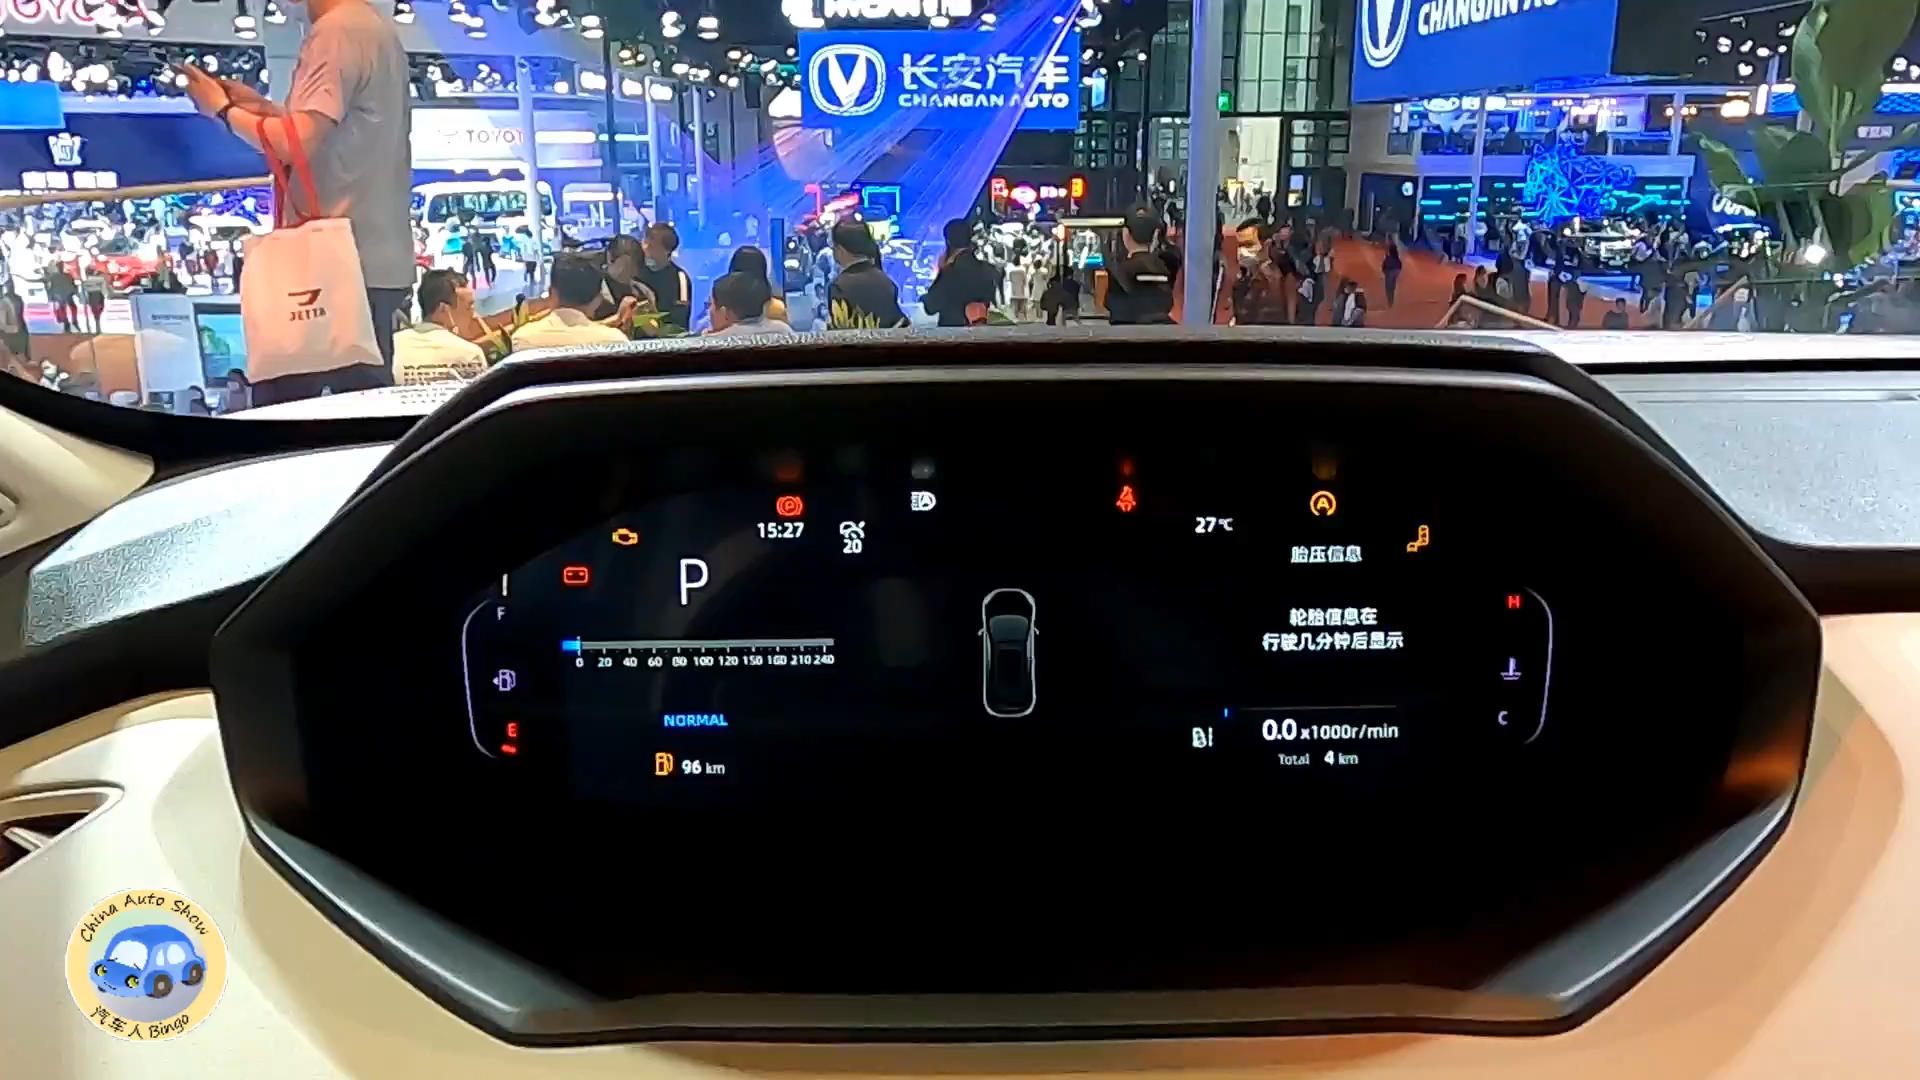 长安汽车
CHANGAN AUTO
CHANGAN AU
TOYOT
JETTA
15:27
20
27℃
胎压信息
P
F
E
轮胎信息在
行驶几分钟后显示
H
C
0 20 40 60 80 100 120 150 180 210 240
NORMAL
96 km
0.0 x1000r/min
Total 4 km
China Auto Show
汽车人 Bingo